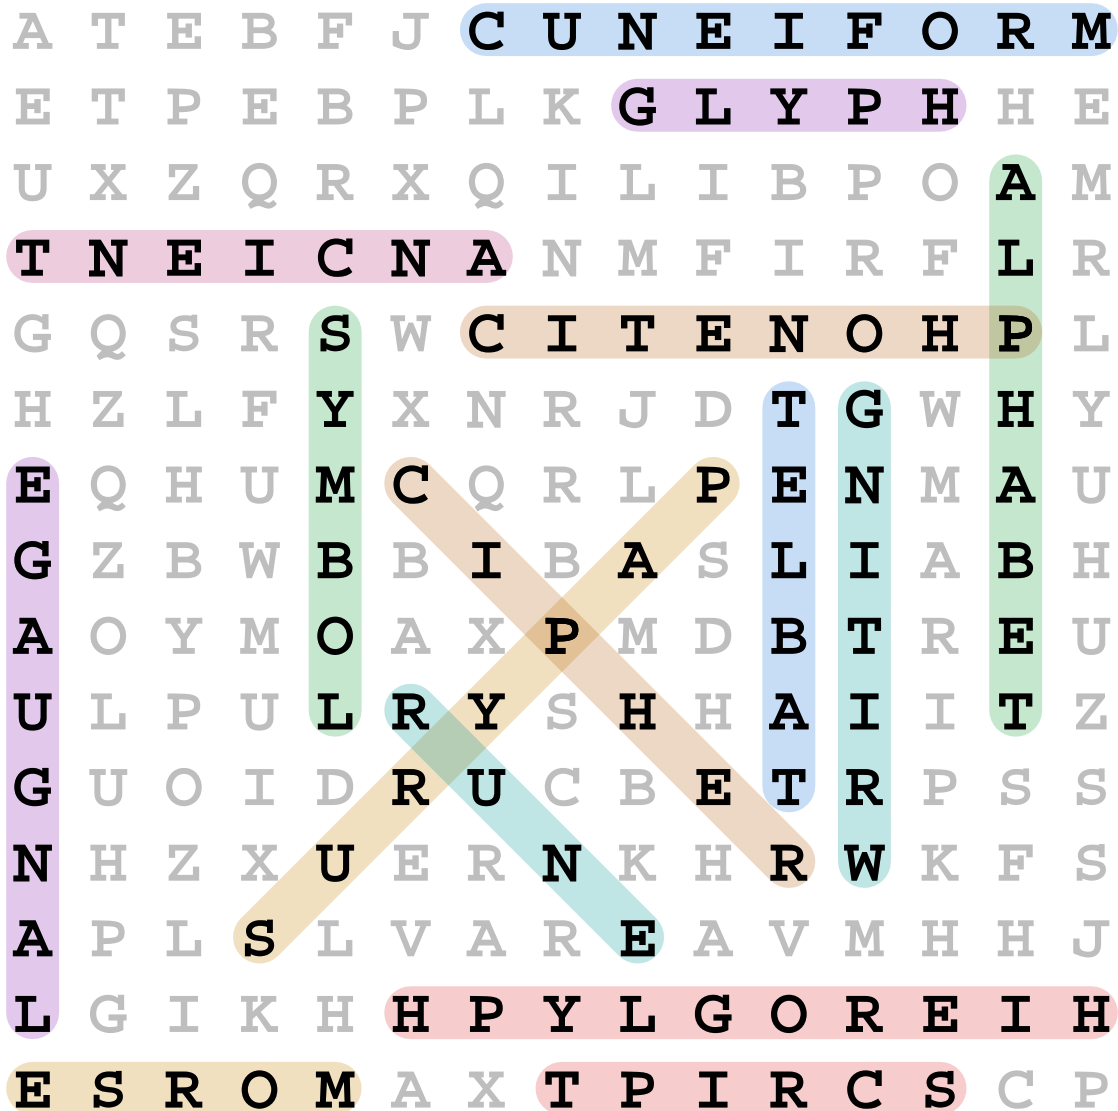 A T E B F J C U N E I F O R M
E T P E B P L K G L Y P H H E
U X Z Q R X Q I L I B P O A M
T N E I C N A N M F I R F L R
G Q S R S W C I T E N O H P L
H Z L F Y X N R J D T G W H Y
E Q H U M C Q R L P E N M A U
G Z B W B B I B A S L I A B H
A O Y M O A X P M D B T R E U
U L P U L R Y S H H A I I T Z
G U O I D R U C B E T R P S S
N H Z X U E R N K H R W K F S
A P L S L V A R E A V M H H J
L G I K H H P Y L G O R E I H
E S R O M A X T P I R C S C P